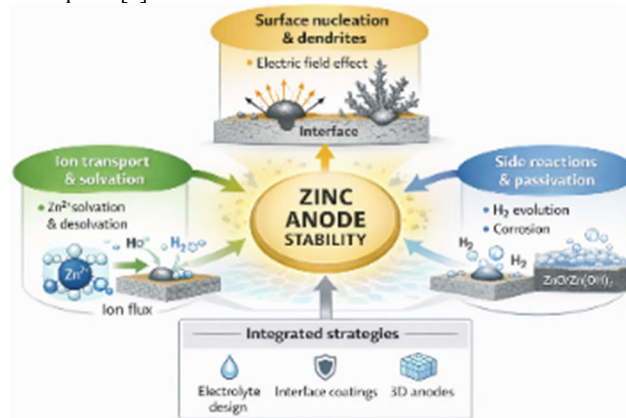 Surface nucleation
& dendrites
• Electric field effect
Interface
Ion transport
& solvation
• Zn²⁺solvation
& desolvation
Zn²⁺
H₂
Ion flux
ZINC
ANODE
STABILITY
Side reactions
& passivation
• H₂ evolution
• Corrosion
H₂
H₂
ZnO/Zn(OH)₂
Integrated strategies
Electrolyte
design
Interface coatings
3D anodes